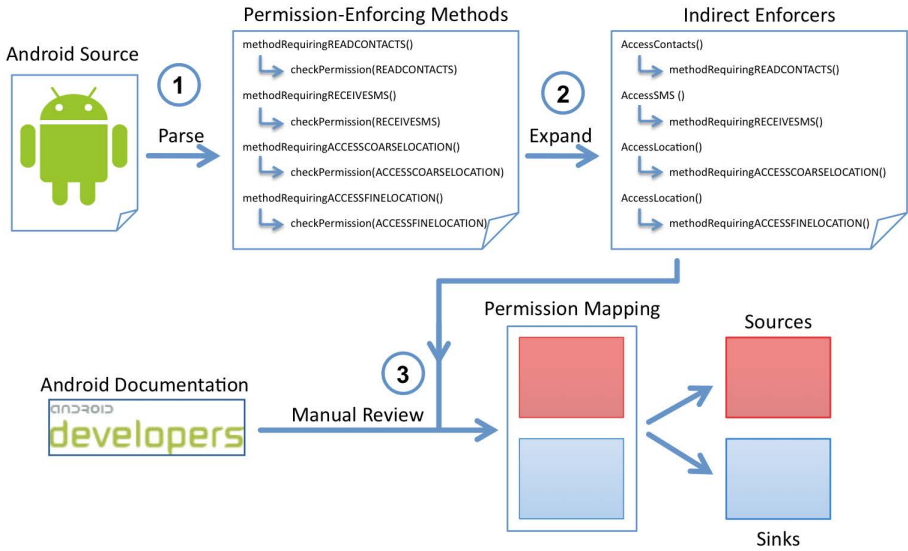 Permission-Enforcing Methods
Indirect Enforcers
Android Source
1
Parse
methodRequiringREADCONTACTS()
checkPermission(READCONTACTS)
methodRequiringRECEIVESMS()
checkPermission(RECEIVESMS)
methodRequiringACCESSCOARSELOCATION()
checkPermission(ACCESSCOARSELOCATION)
methodRequiringACCESSFINELOCATION()
checkPermission(ACCESSFINELOCATION)
2
Expand
AccessContacts()
methodRequiringREADCONTACTS()
AccessSMS ()
methodRequiringRECEIVESMS()
AccessLocation()
methodRequiringACCESSCOARSELOCATION()
AccessLocation()
methodRequiringACCESSFINELOCATION()
Permission Mapping
Sources
3
Android Documentation
Manual Review
ANDROID
developers
Sinks